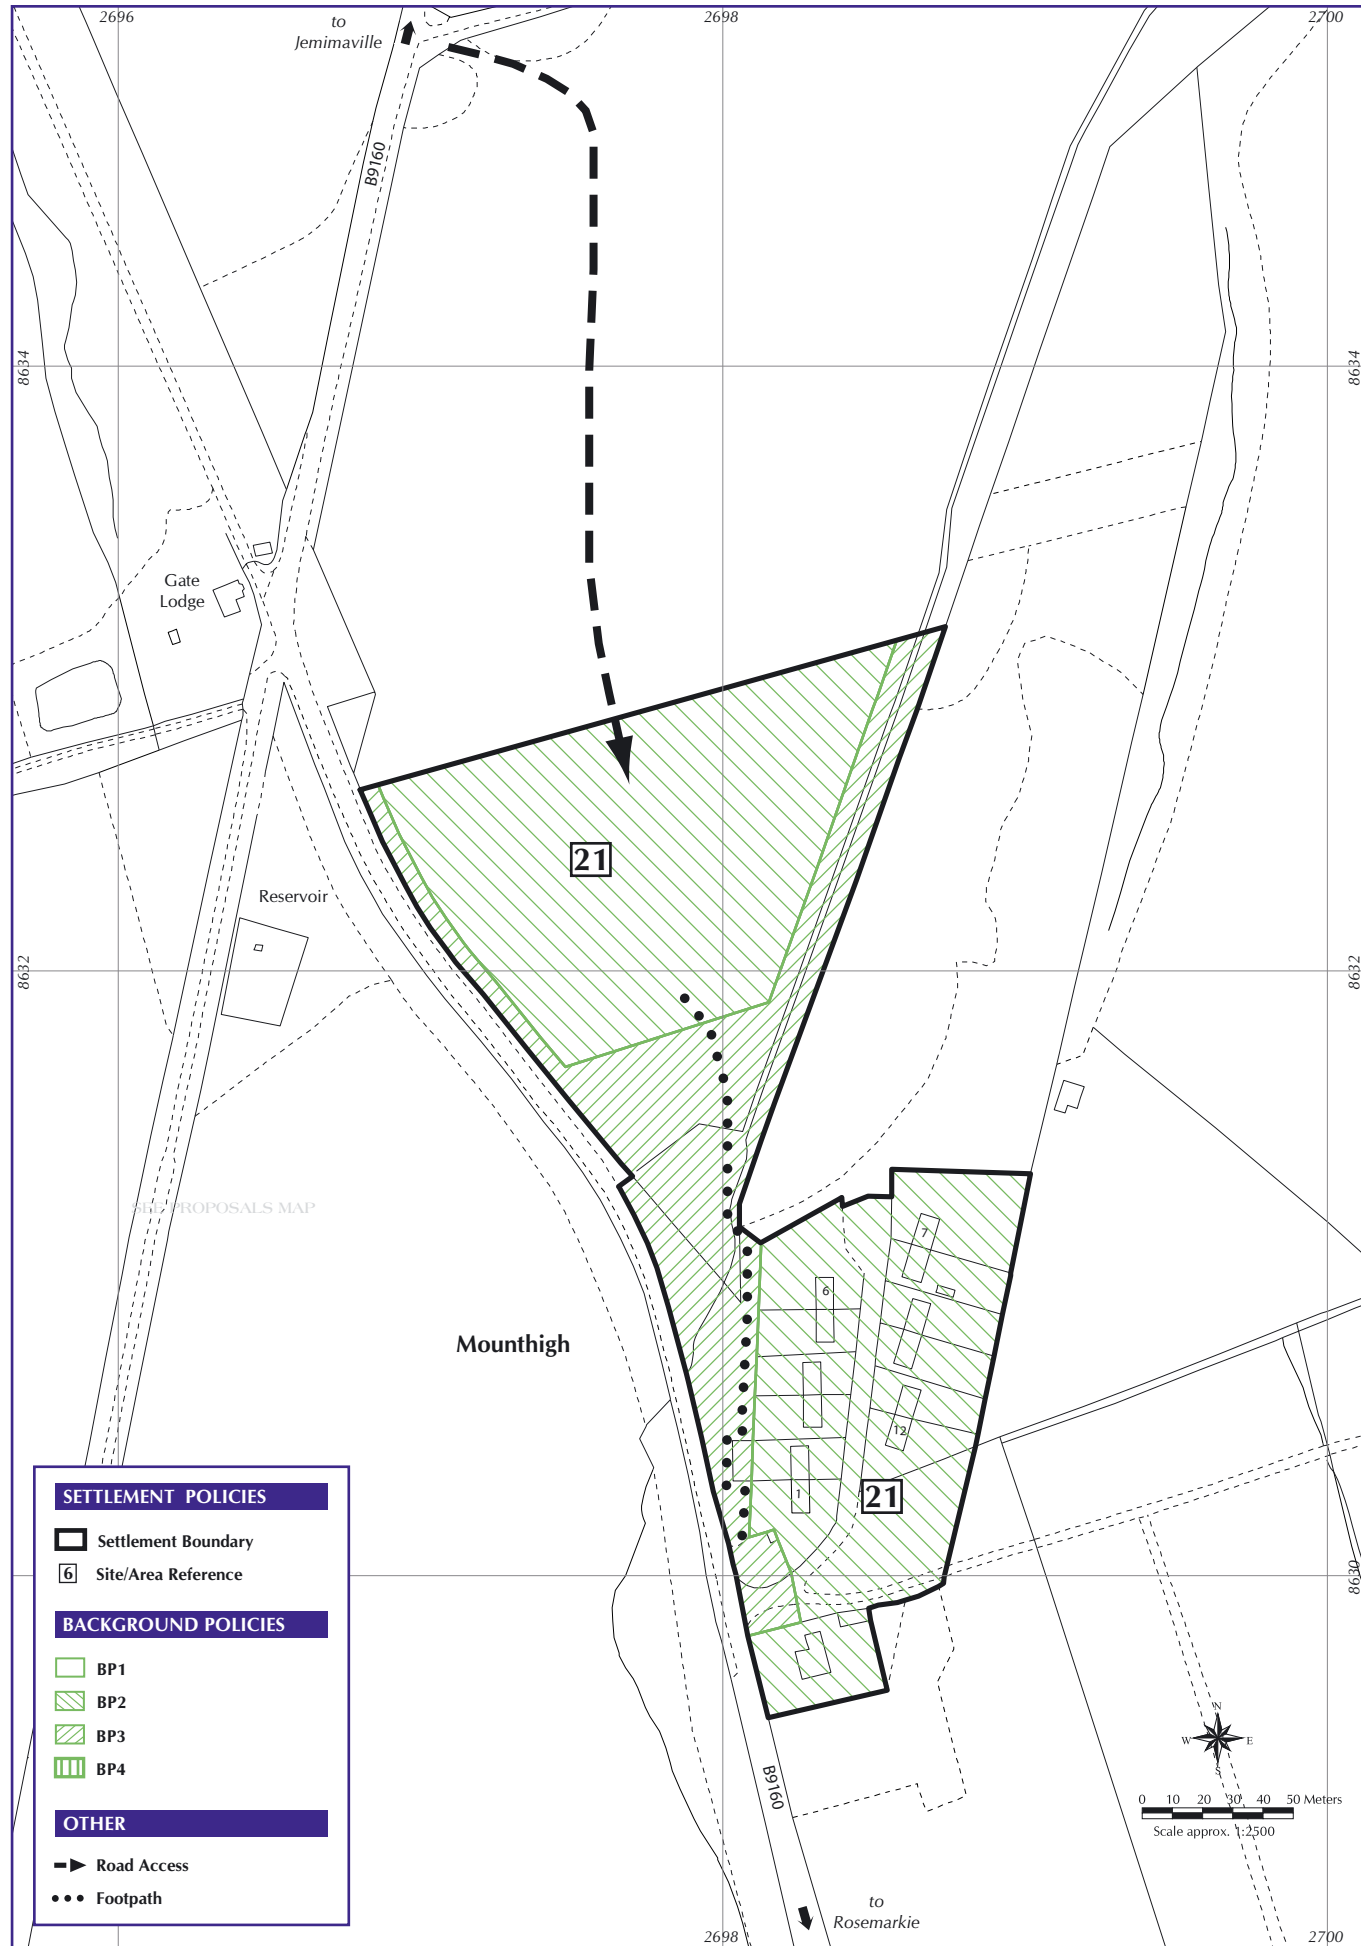 2696
2698
2700
to
Jemimaville
B9160
8634
8634
Gate
Lodge
21
Reservoir
8632
8632
SEE PROPOSALS MAP
7
6
Mounthigh
12
1
21
8630
SETTLEMENT POLICIES
Settlement Boundary
6 Site/Area Reference
BACKGROUND POLICIES
BP1
BP2
BP3
BP4
OTHER
Road Access
Footpath
N
W E
S
0 10 20 30 40 50 Meters
Scale approx. 1:2500
B9160
to
Rosemarkie
2698
2700